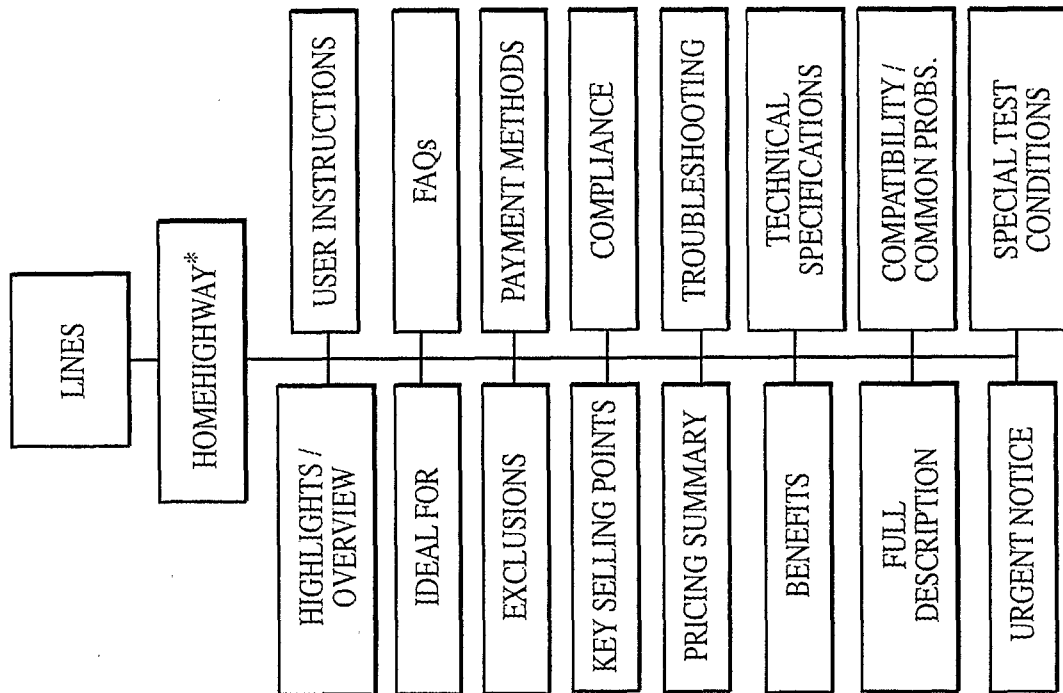 LINES
HOMEHIGHWAY*
HIGHLIGHTS /
OVERVIEW
USER INSTRUCTIONS
IDEAL FOR
FAQs
EXCLUSIONS
PAYMENT METHODS
KEY SELLING POINTS
COMPLIANCE
PRICING SUMMARY
TROUBLESHOOTING
BENEFITS
TECHNICAL
SPECIFICATIONS
FULL
DESCRIPTION
COMPATIBILITY /
COMMON PROBS.
URGENT NOTICE
SPECIAL TEST
CONDITIONS